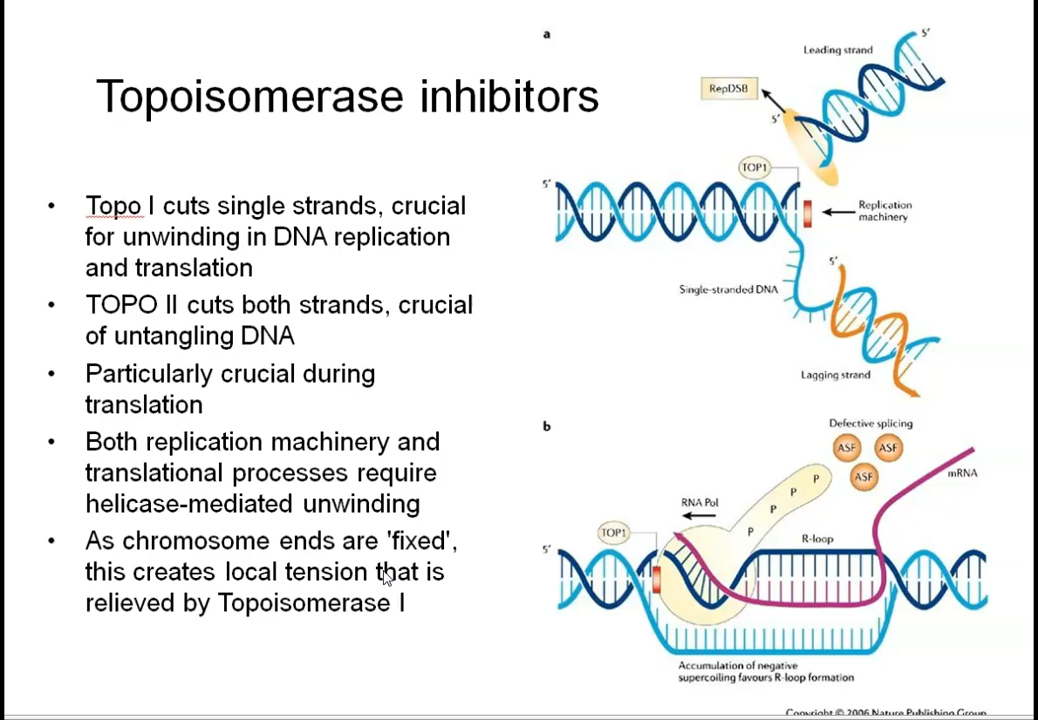 Topoisomerase inhibitors
• Topo I cuts single strands, crucial
for unwinding in DNA replication
and translation
• TOPO II cuts both strands, crucial
of untangling DNA
• Particularly crucial during
translation
• Both replication machinery and
translational processes require
helicase-mediated unwinding
• As chromosome ends are 'fixed',
this creates local tension that is
relieved by Topoisomerase I
a
5'
Leading strand
RepDSB
5'
TOP1
5'
Replication
machinery
5'
Single-stranded DNA
Lagging strand
b
Defective splicing
ASF
ASF
ASF
mRNA
P
P
P
P
RNA Pol
TOP1
R-loop
5'
Accumulation of negative
supercoiling favours R-loop formation
Copyright © 2006 Nature Publishing Group